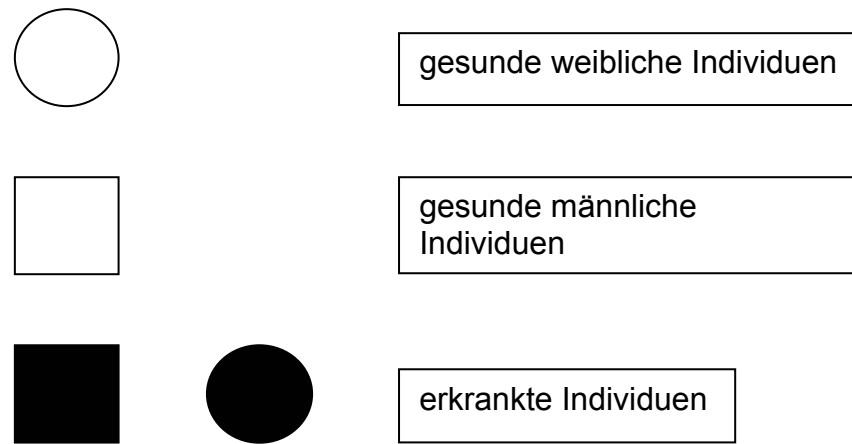 gesunde weibliche Individuen
gesunde männliche
Individuen
erkrankte Individuen